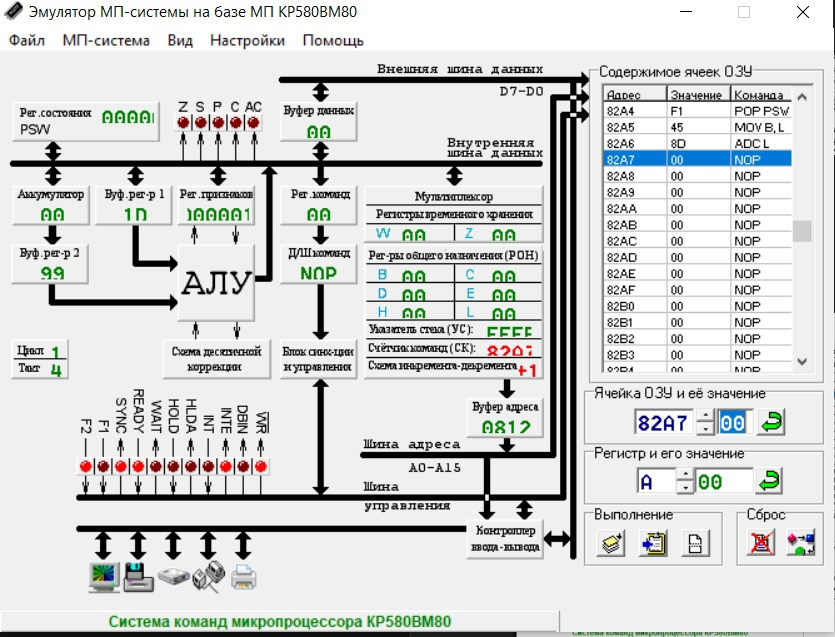 Эмулятор МП-системы на базе МП КР580ВМ80
Файл МП-система Вид Настройки Помощь
Внешняя шина данных
D7-D0
Рег.состояния
PSW
Z S P C AC
Буфер данных
00
Внутренняя
шина данных
Аккумулятор
00
Буф.рег-р 1
1D
Рег.признаков
Рег.команд
00
Мультиплексор
Регистры временного хранения
W 00 Z 00
Буф.рег-р 2
99
АЛУ
Д/Ш команд
NOP
Рег-ры общего назначения (РОН)
B 00 C 00
D 00 E 00
H 00 L 00
Указатель стека (УС): FFFF
Счётчик команд (СК): 82A7
Схема инкремента-декремента +1
Цикл 1
Такт 4
Схема десятичной
коррекции
Блок синх-ции
и управления
Буфер адреса
0812
F2 F1 SYNC READY WAIT HOLD HLDA INT INTE DBIN WR
Шина адреса
A0-A15
Шина
управления
Контроллер
ввода-вывода
Содержимое ячеек ОЗУ
Адрес Значение Команда
82A4 F1 POP PSW
82A5 45 MOV B, L
82A6 8D ADC L
82A7 00 NOP
82A8 00 NOP
82A9 00 NOP
82AA 00 NOP
82AB 00 NOP
82AC 00 NOP
82AD 00 NOP
82AE 00 NOP
82AF 00 NOP
82B0 00 NOP
82B1 00 NOP
82B2 00 NOP
82B3 00 NOP
82B4 00 NOP
Ячейка ОЗУ и её значение
82A7 00
Регистр и его значение
A 00
Выполнение
Сброс
Система команд микропроцессора КР580ВМ80
Система команд микропроцессора КР580ВМ80